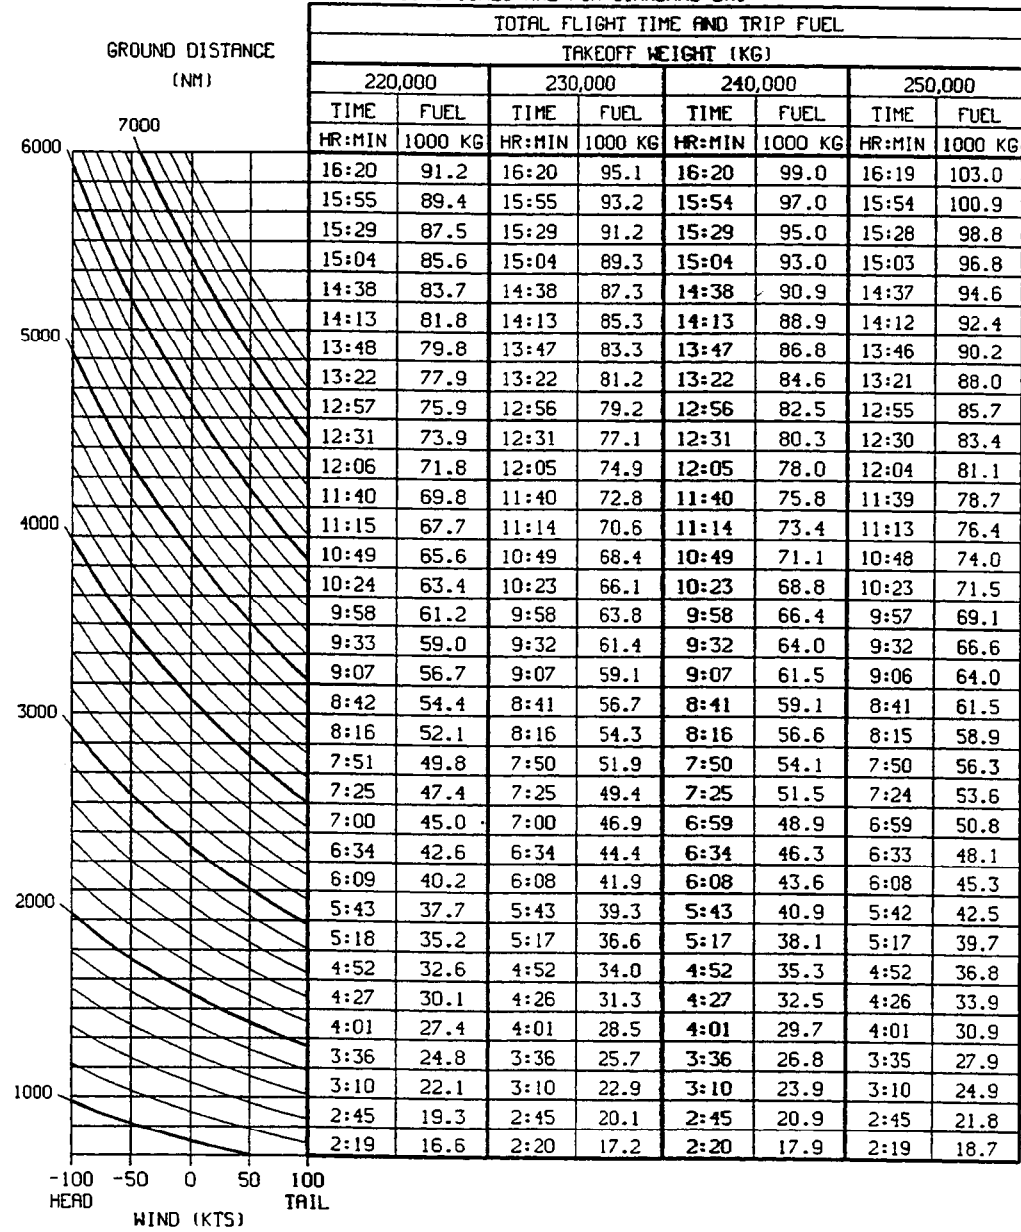 TOTAL FLIGHT TIME AND TRIP FUEL
GROUND DISTANCE
(NM)
TAKEOFF WEIGHT (KG)
220,000 230,000 240,000 250,000
TIME FUEL TIME FUEL TIME FUEL TIME FUEL
HR:MIN 1000 KG HR:MIN 1000 KG HR:MIN 1000 KG HR:MIN 1000 KG
7000
6000
16:20 91.2 16:20 95.1 16:20 99.0 16:19 103.0
15:55 89.4 15:55 93.2 15:54 97.0 15:54 100.9
15:29 87.5 15:29 91.2 15:29 95.0 15:28 98.8
15:04 85.6 15:04 89.3 15:04 93.0 15:03 96.8
14:38 83.7 14:38 87.3 14:38 90.9 14:37 94.6
14:13 81.8 14:13 85.3 14:13 88.9 14:12 92.4
5000
13:48 79.8 13:47 83.3 13:47 86.8 13:46 90.2
13:22 77.9 13:22 81.2 13:22 84.6 13:21 88.0
12:57 75.9 12:56 79.2 12:56 82.5 12:55 85.7
12:31 73.9 12:31 77.1 12:31 80.3 12:30 83.4
12:06 71.8 12:05 74.9 12:05 78.0 12:04 81.1
11:40 69.8 11:40 72.8 11:40 75.8 11:39 78.7
4000
11:15 67.7 11:14 70.6 11:14 73.4 11:13 76.4
10:49 65.6 10:49 68.4 10:49 71.1 10:48 74.0
10:24 63.4 10:23 66.1 10:23 68.8 10:23 71.5
9:58 61.2 9:58 63.8 9:58 66.4 9:57 69.1
9:33 59.0 9:32 61.4 9:32 64.0 9:32 66.6
9:07 56.7 9:07 59.1 9:07 61.5 9:06 64.0
8:42 54.4 8:41 56.7 8:41 59.1 8:41 61.5
3000
8:16 52.1 8:16 54.3 8:16 56.6 8:15 58.9
7:51 49.8 7:50 51.9 7:50 54.1 7:50 56.3
7:25 47.4 7:25 49.4 7:25 51.5 7:24 53.6
7:00 45.0 7:00 46.9 6:59 48.9 6:59 50.8
6:34 42.6 6:34 44.4 6:34 46.3 6:33 48.1
6:09 40.2 6:08 41.9 6:08 43.6 6:08 45.3
2000
5:43 37.7 5:43 39.3 5:43 40.9 5:42 42.5
5:18 35.2 5:17 36.6 5:17 38.1 5:17 39.7
4:52 32.6 4:52 34.0 4:52 35.3 4:52 36.8
4:27 30.1 4:26 31.3 4:27 32.5 4:26 33.9
4:01 27.4 4:01 28.5 4:01 29.7 4:01 30.9
3:36 24.8 3:36 25.7 3:36 26.8 3:35 27.9
1000
3:10 22.1 3:10 22.9 3:10 23.9 3:10 24.9
2:45 19.3 2:45 20.1 2:45 20.9 2:45 21.8
2:19 16.6 2:20 17.2 2:20 17.9 2:19 18.7
-100 -50 0 50 100
HEAD TAIL
WIND (KTS)